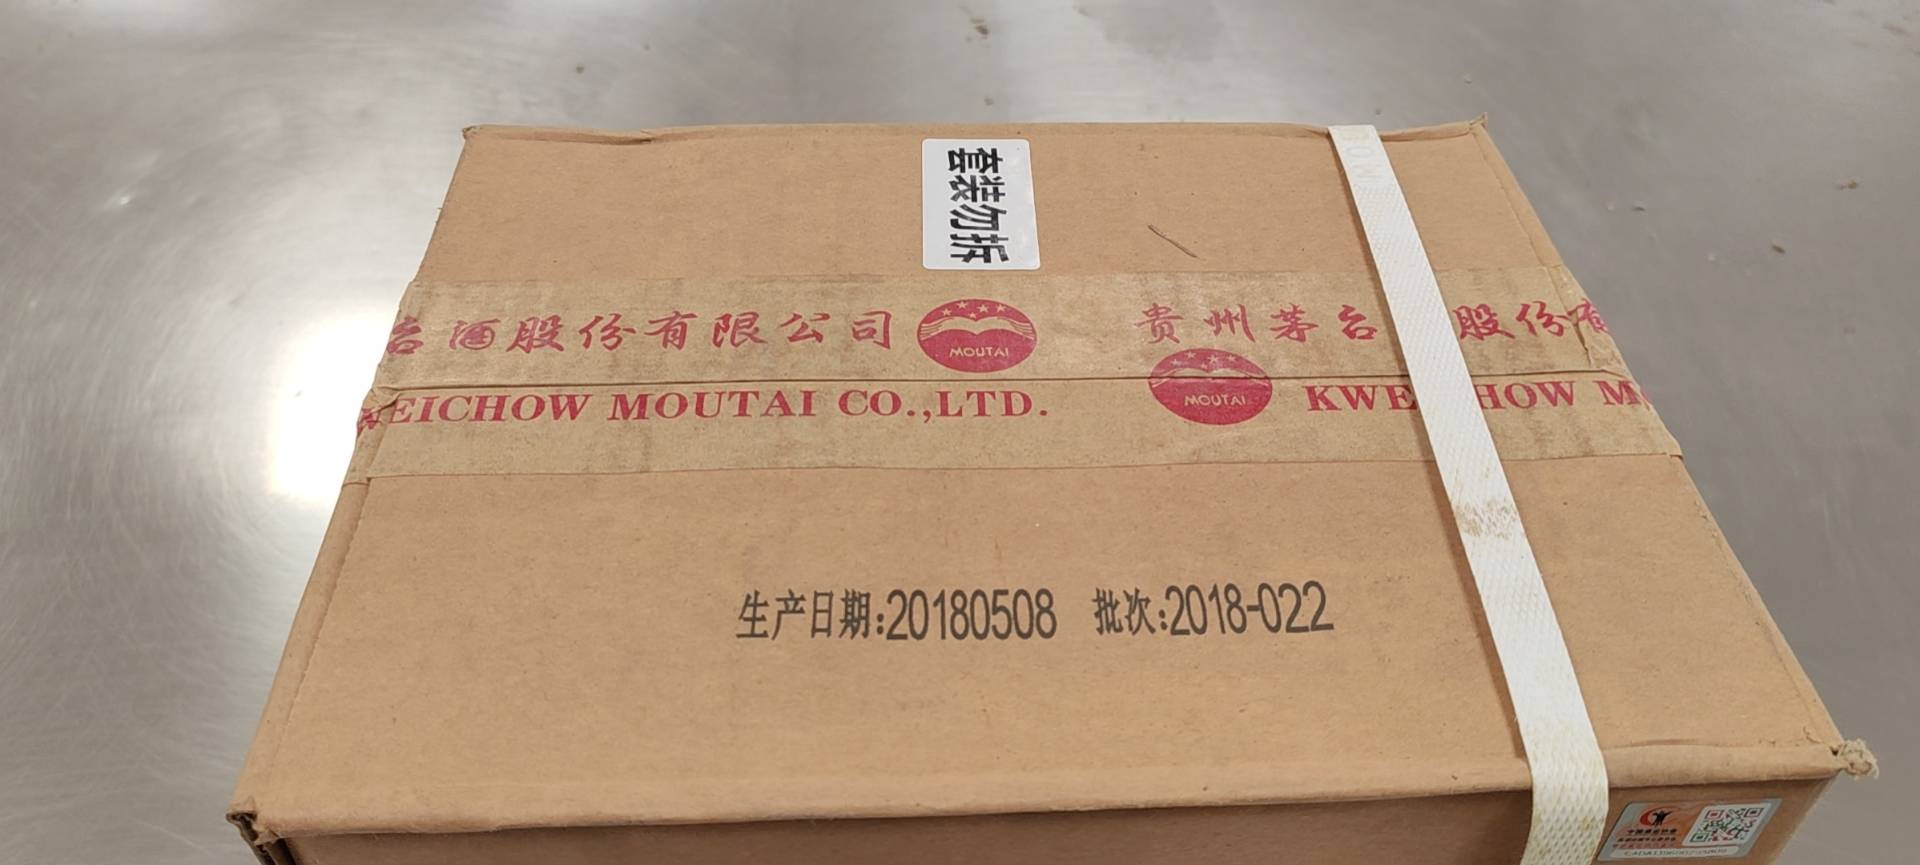 套装勿拆
台酒股份有限公司 MOUTAI 贵州茅台 股份有
EICHOW MOUTAI CO.,LTD. MOUTAI KWE HOW M
生产日期:20180508 批次:2018-022